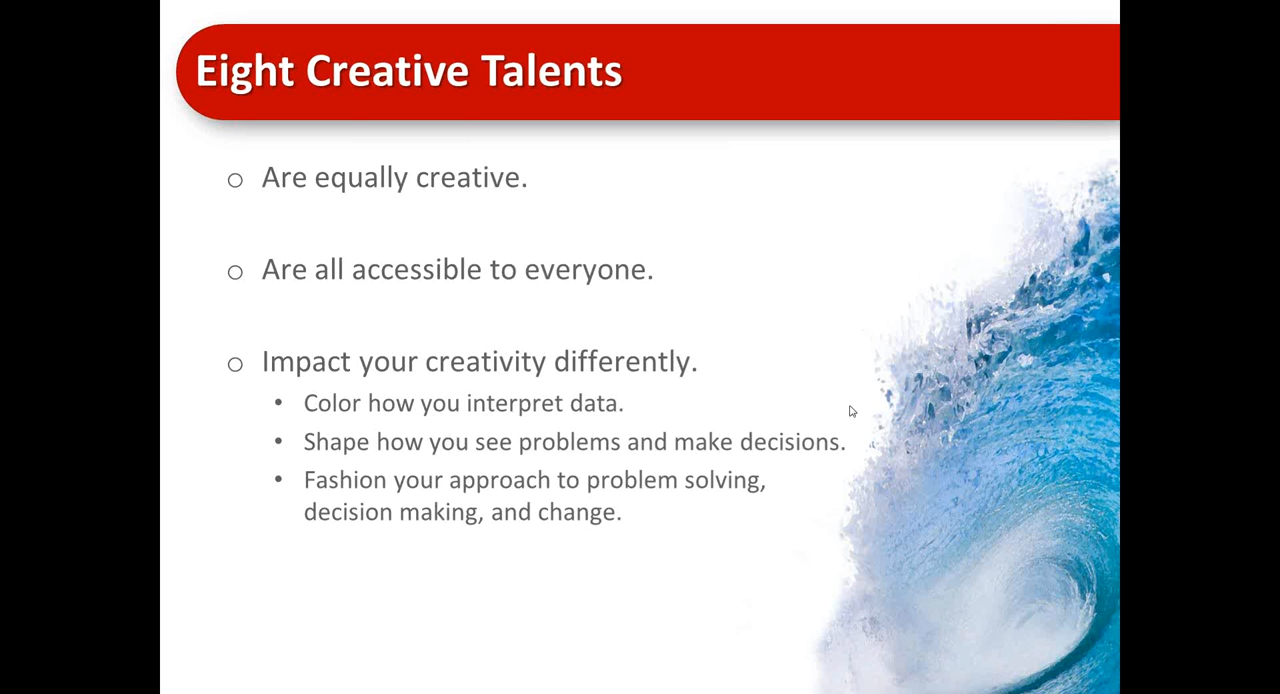 Eight Creative Talents
o Are equally creative.
o Are all accessible to everyone.
o Impact your creativity differently.
• Color how you interpret data.
• Shape how you see problems and make decisions.
• Fashion your approach to problem solving,
decision making, and change.